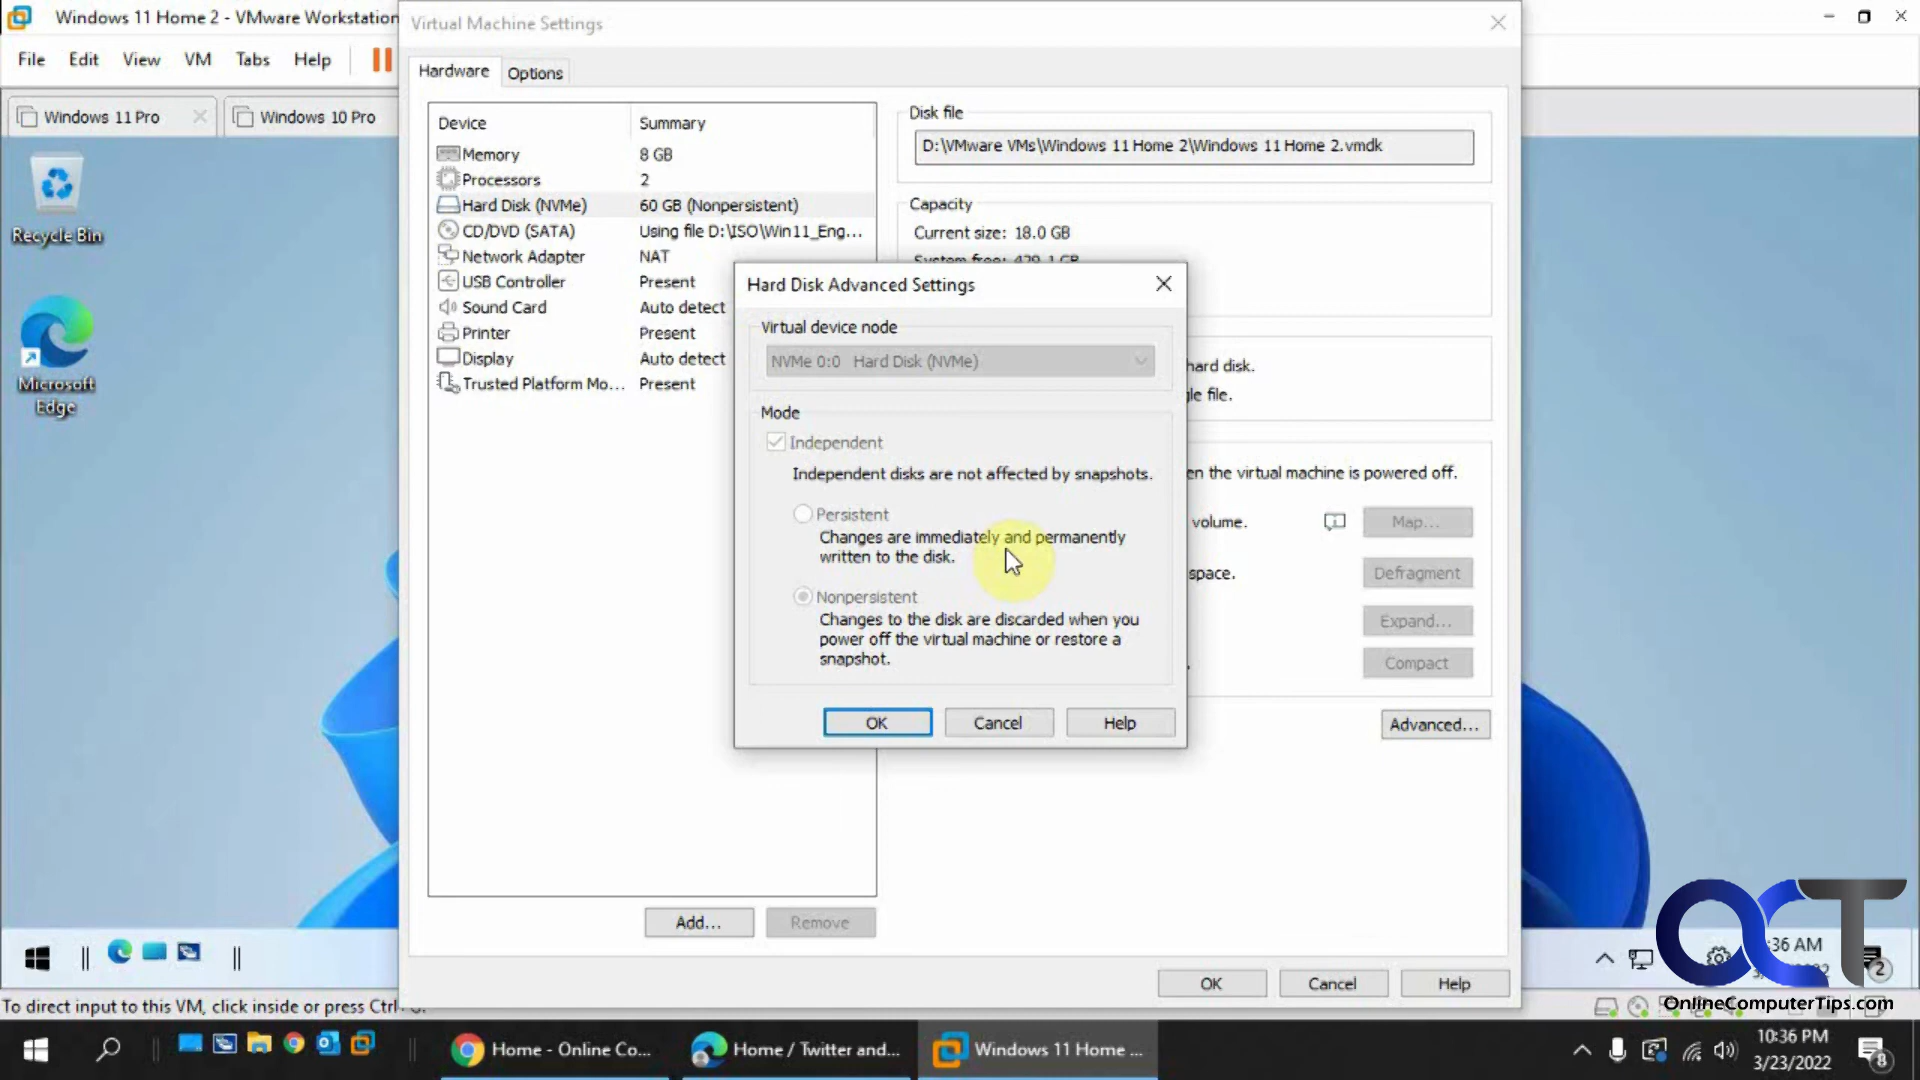 Windows 11 Home 2 - VMware Workstation
File Edit View VM Tabs Help
Windows 11 Pro
Windows 10 Pro
Recycle Bin
Microsoft
Edge
Virtual Machine Settings
Hardware Options
Device Summary
Memory 8 GB
Processors 2
Hard Disk (NVMe) 60 GB (Nonpersistent)
CD/DVD (SATA) Using file D:\ISO\Win11_Eng...
Network Adapter NAT
USB Controller Present
Sound Card Auto detect
Printer Present
Display Auto detect
Trusted Platform Mo... Present
Add... Remove
Disk file
D:\VMware VMs\Windows 11 Home 2\Windows 11 Home 2.vmdk
Capacity
Current size: 18.0 GB
System free: 429.1 GB
hard disk.
le file.
en the virtual machine is powered off.
volume. Map...
space. Defragment
Expand...
Compact
Advanced...
Hard Disk Advanced Settings
Virtual device node
NVMe 0:0 Hard Disk (NVMe)
Mode
Independent
Independent disks are not affected by snapshots.
Persistent
Changes are immediately and permanently
written to the disk.
Nonpersistent
Changes to the disk are discarded when you
power off the virtual machine or restore a
snapshot.
OK Cancel Help
OK Cancel Help
:36 AM
2
OCT
OnlineComputerTips.com
To direct input to this VM, click inside or press Ctrl+G.
Home - Online Co...
Home / Twitter and...
Windows 11 Home ...
10:36 PM
3/23/2022
8